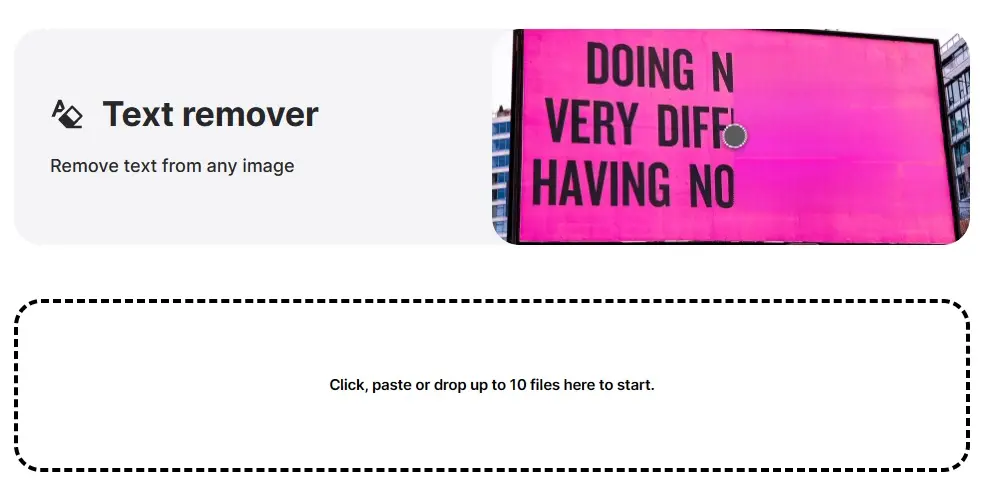 Text remover
Remove text from any image
DOING N
VERY DIFF
HAVING NO
Click, paste or drop up to 10 files here to start.